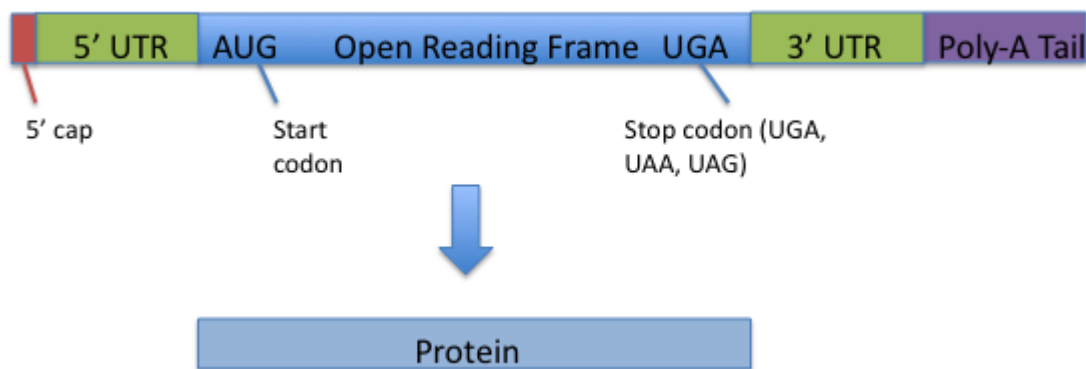 5’ UTR AUG Open Reading Frame UGA 3’ UTR Poly-A Tail
5’ cap
Start
codon
Stop codon (UGA,
UAA, UAG)
Protein